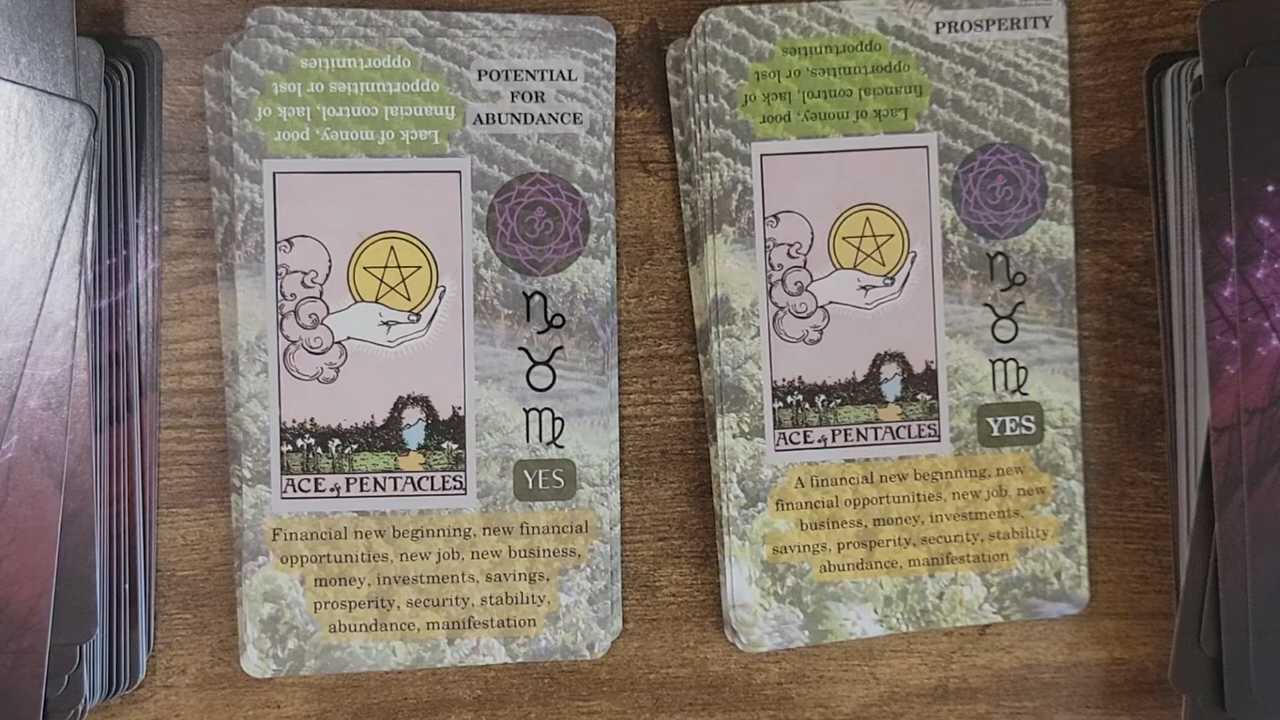 Lack of money, poor
financial control, lack of
opportunities or lost
opportunities
POTENTIAL
FOR
ABUNDANCE
ACE of PENTACLES
YES
Financial new beginning, new financial
opportunities, new job, new business,
money, investments, savings,
prosperity, security, stability,
abundance, manifestation
PROSPERITY
Lack of money, poor
financial control, lack of
opportunities, or lost
opportunities
ACE of PENTACLES
YES
A financial new beginning, new
financial opportunities, new job, new
business, money, investments,
savings, prosperity, security, stability,
abundance, manifestation